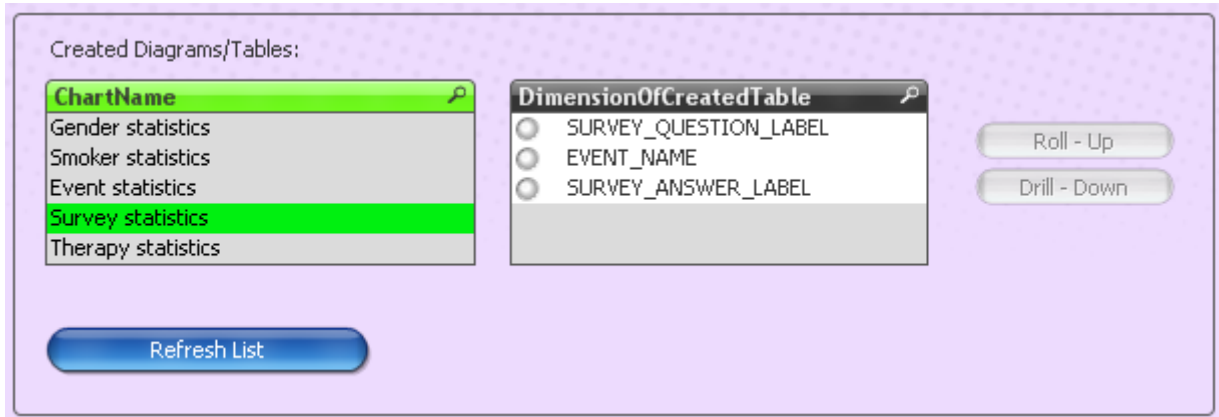 Created Diagrams/Tables:
ChartName
Gender statistics
Smoker statistics
Event statistics
Survey statistics
Therapy statistics
DimensionOfCreatedTable
SURVEY_QUESTION_LABEL
EVENT_NAME
SURVEY_ANSWER_LABEL
Roll - Up
Drill - Down
Refresh List